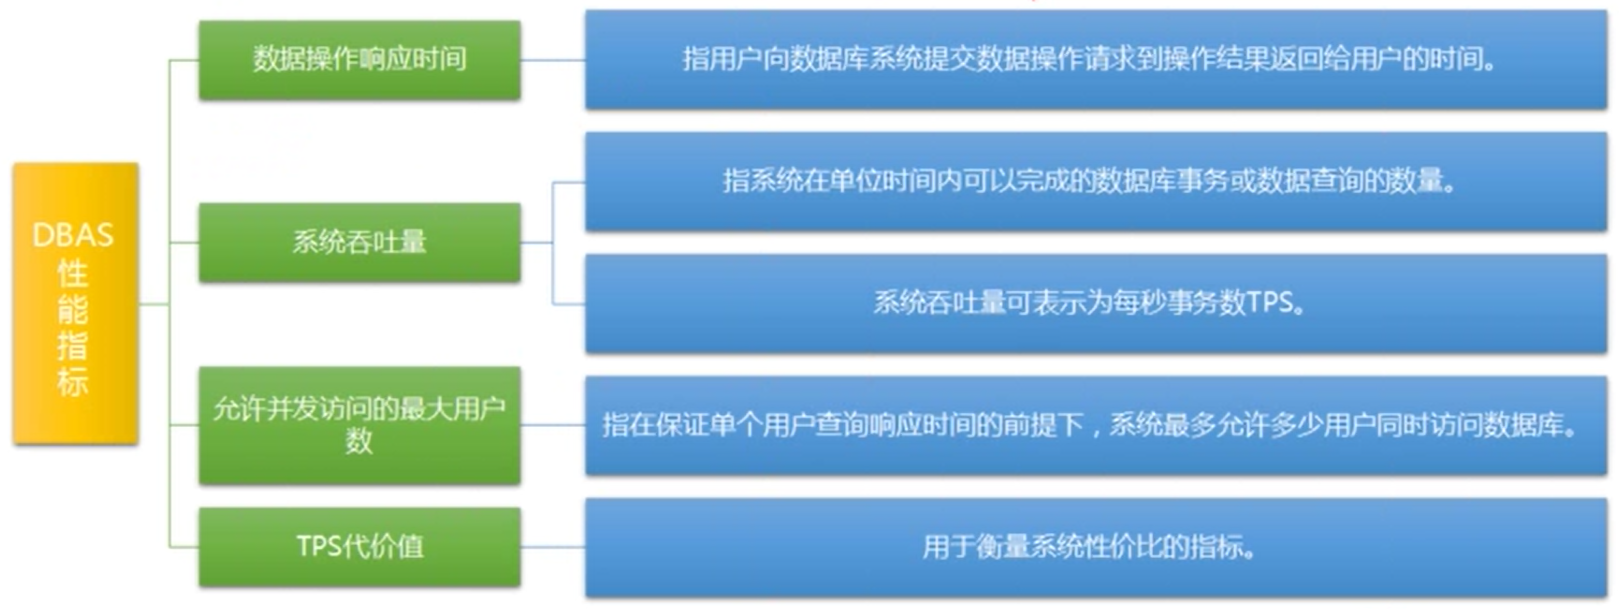 DBAS
性
能
指
标
数据操作响应时间
指用户向数据库系统提交数据操作请求到操作结果返回给用户的时间。
系统吞吐量
指系统在单位时间内可以完成的数据库事务或数据查询的数量。
系统吞吐量可表示为每秒事务数TPS。
允许并发访问的最大用户
数
指在保证单个用户查询响应时间的前提下，系统最多允许多少用户同时访问数据库。
TPS代价值
用于衡量系统性价比的指标。